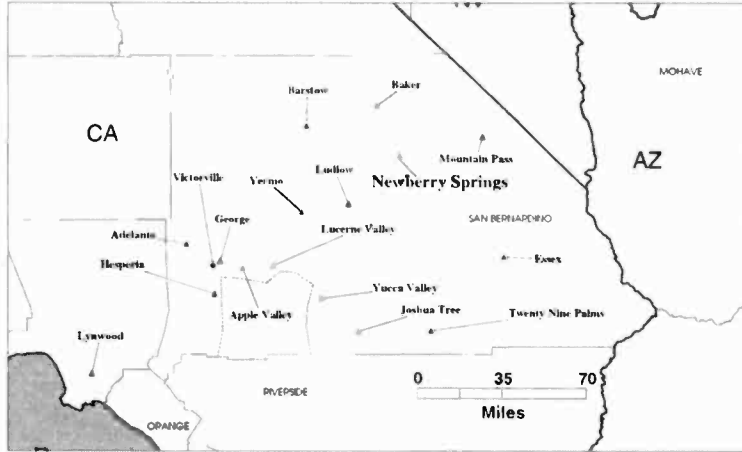 MOHAVE
Barstow
Baker
CA
Mountain Pass
AZ
Victorville
Yermo
Ludlow
Newberry Springs
George
SAN BERNARDINO
Adelanto
Lucerne Valley
Hesperia
Essex
Apple Valley
Yucca Valley
Joshua Tree
Twenty Nine Palms
Lynwood
0 35 70
RIVERSIDE
Miles
ORANGE